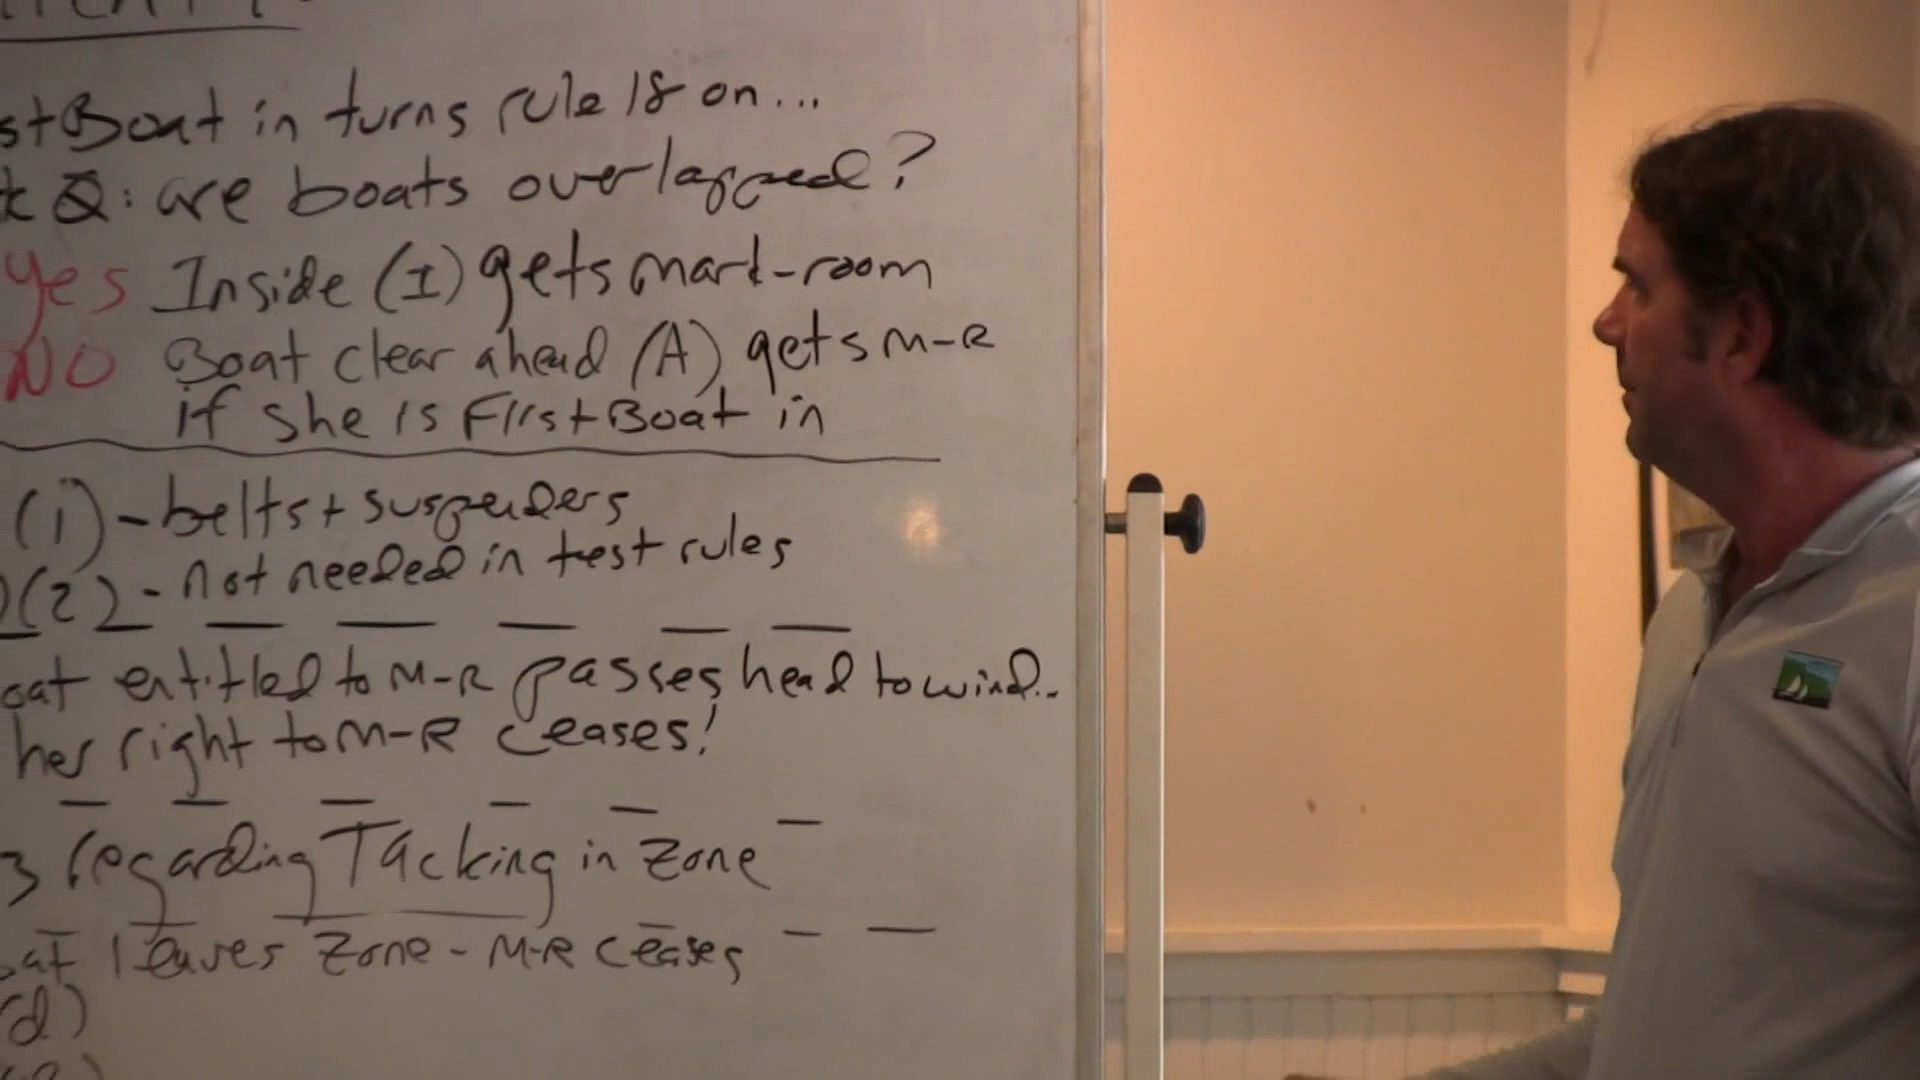 stBoat in turns rule 18 on...
Q: are boats overlapped?
Yes Inside (I) gets mark-room
NO Boat clear ahead (A) gets M-R
if she is First Boat in
(1) - belts + suspenders
(2) - not needed in test rules
oat entitled to M-R passes head to wind..
her right to M-R ceases!
3 regarding Tacking in Zone
oat leaves Zone - M-R ceases
(d)